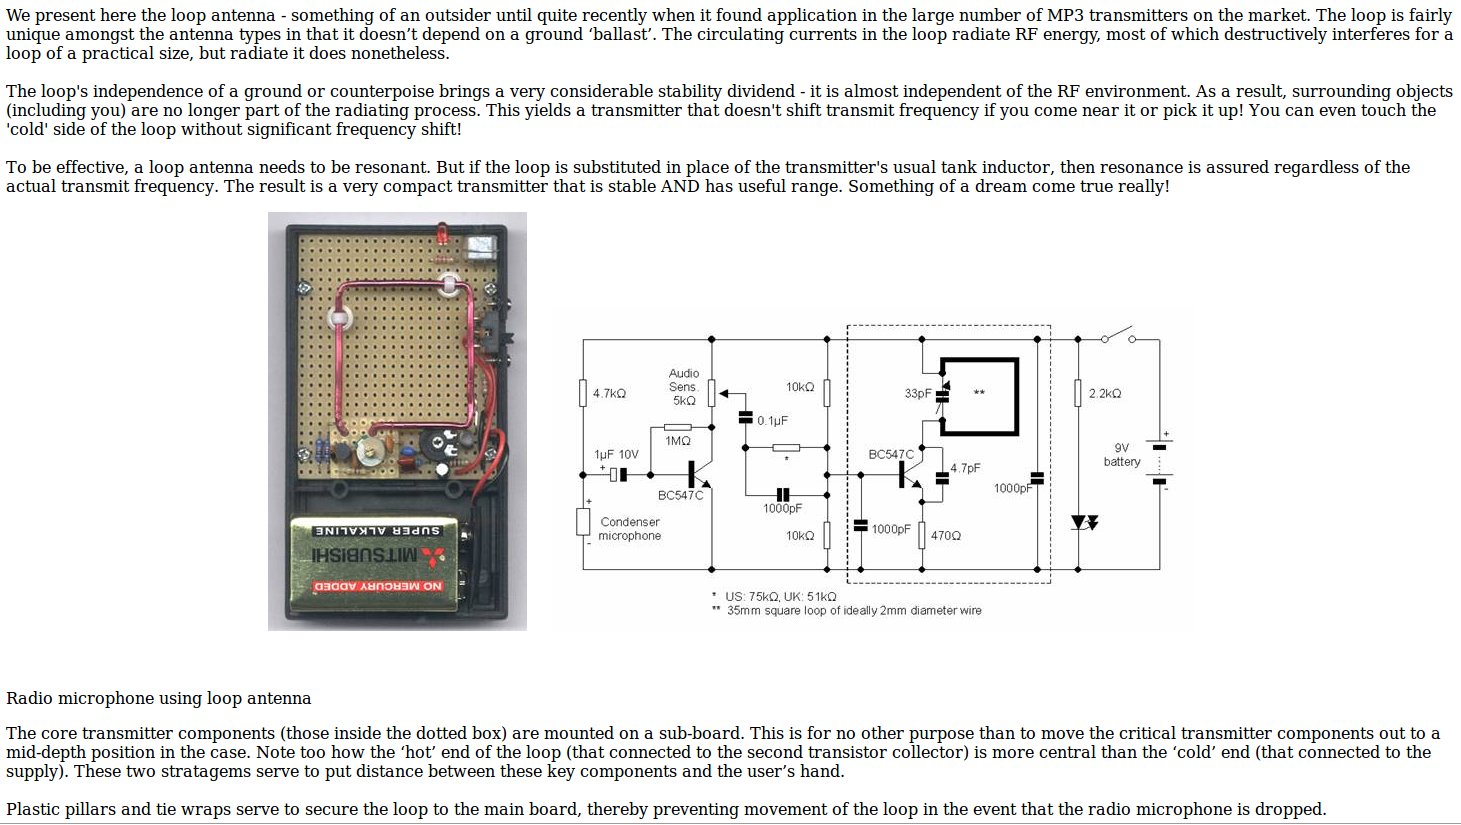 We present here the loop antenna - something of an outsider until quite recently when it found application in the large number of MP3 transmitters on the market. The loop is fairly
unique amongst the antenna types in that it doesn’t depend on a ground ‘ballast’. The circulating currents in the loop radiate RF energy, most of which destructively interferes for a
loop of a practical size, but radiate it does nonetheless.
The loop's independence of a ground or counterpoise brings a very considerable stability dividend - it is almost independent of the RF environment. As a result, surrounding objects
(including you) are no longer part of the radiating process. This yields a transmitter that doesn't shift transmit frequency if you come near it or pick it up! You can even touch the
'cold' side of the loop without significant frequency shift!
To be effective, a loop antenna needs to be resonant. But if the loop is substituted in place of the transmitter's usual tank inductor, then resonance is assured regardless of the
actual transmit frequency. The result is a very compact transmitter that is stable AND has useful range. Something of a dream come true really!
SUPER ALKALINE
MITSUBISHI
NO MERCURY ADDED
4.7kΩ
Audio
Sens.
5kΩ
10kΩ
33pF
**
2.2kΩ
0.1µF
1MΩ
1µF 10V
+
*
BC547C
4.7pF
+
9V
battery
-
BC547C
1000pF
1000pF
+
Condenser
microphone
-
10kΩ
1000pF
470Ω
* US: 75kΩ, UK: 51kΩ
** 35mm square loop of ideally 2mm diameter wire
Radio microphone using loop antenna
The core transmitter components (those inside the dotted box) are mounted on a sub-board. This is for no other purpose than to move the critical transmitter components out to a
mid-depth position in the case. Note too how the ‘hot’ end of the loop (that connected to the second transistor collector) is more central than the ‘cold’ end (that connected to the
supply). These two stratagems serve to put distance between these key components and the user’s hand.
Plastic pillars and tie wraps serve to secure the loop to the main board, thereby preventing movement of the loop in the event that the radio microphone is dropped.